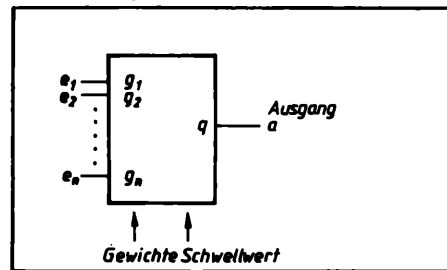 e₁ g₁
e₂ g₂
Ausgang
q a
eₙ gₙ
Gewichte Schwellwert